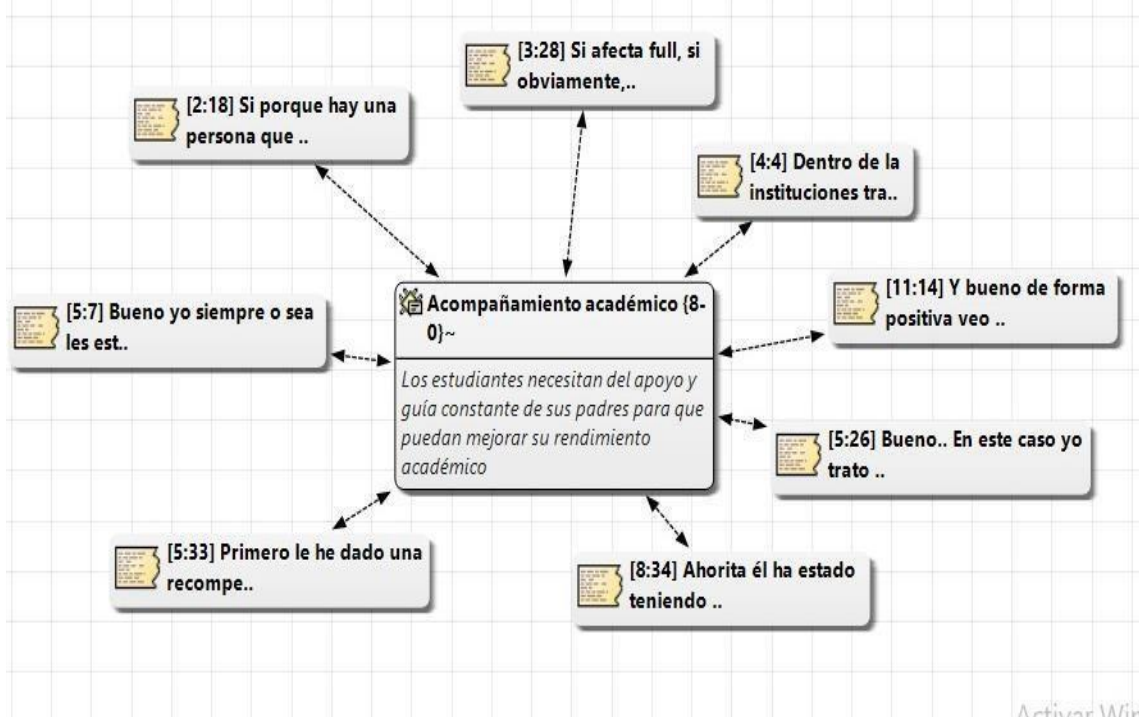 [3:28] Si afecta full, si
obviamente,..
[2:18] Si porque hay una
persona que ..
[4:4] Dentro de la
instituciones tra..
[11:14] Y bueno de forma
positiva veo ..
[5:7] Bueno yo siempre o sea
les est..
Acompañamiento académico {8-
0}~
Los estudiantes necesitan del apoyo y
guía constante de sus padres para que
puedan mejorar su rendimiento
académico
[5:26] Bueno.. En este caso yo
trato ..
[5:33] Primero le he dado una
recompe..
[8:34] Ahorita él ha estado
teniendo ..
Activar Win